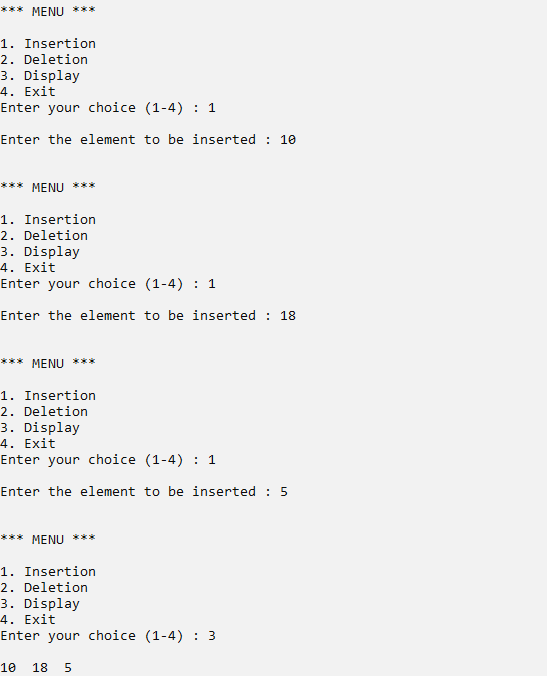 *** MENU ***
1. Insertion
2. Deletion
3. Display
4. Exit
Enter your choice (1-4) : 1
Enter the element to be inserted : 10
*** MENU ***
1. Insertion
2. Deletion
3. Display
4. Exit
Enter your choice (1-4) : 1
Enter the element to be inserted : 18
*** MENU ***
1. Insertion
2. Deletion
3. Display
4. Exit
Enter your choice (1-4) : 1
Enter the element to be inserted : 5
*** MENU ***
1. Insertion
2. Deletion
3. Display
4. Exit
Enter your choice (1-4) : 3
10  18  5